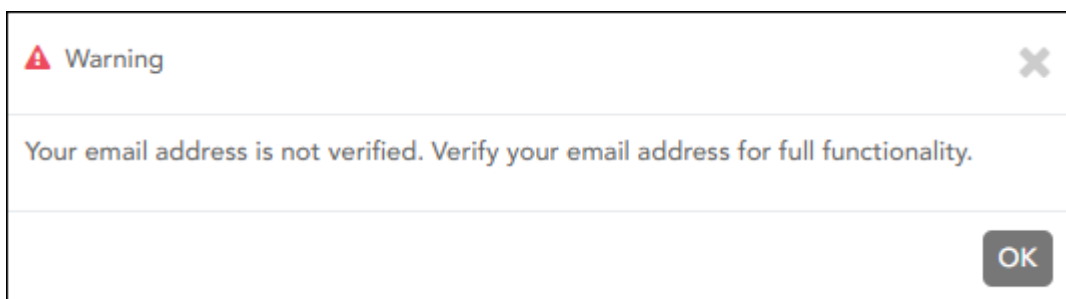 Warning
Your email address is not verified. Verify your email address for full functionality.
OK